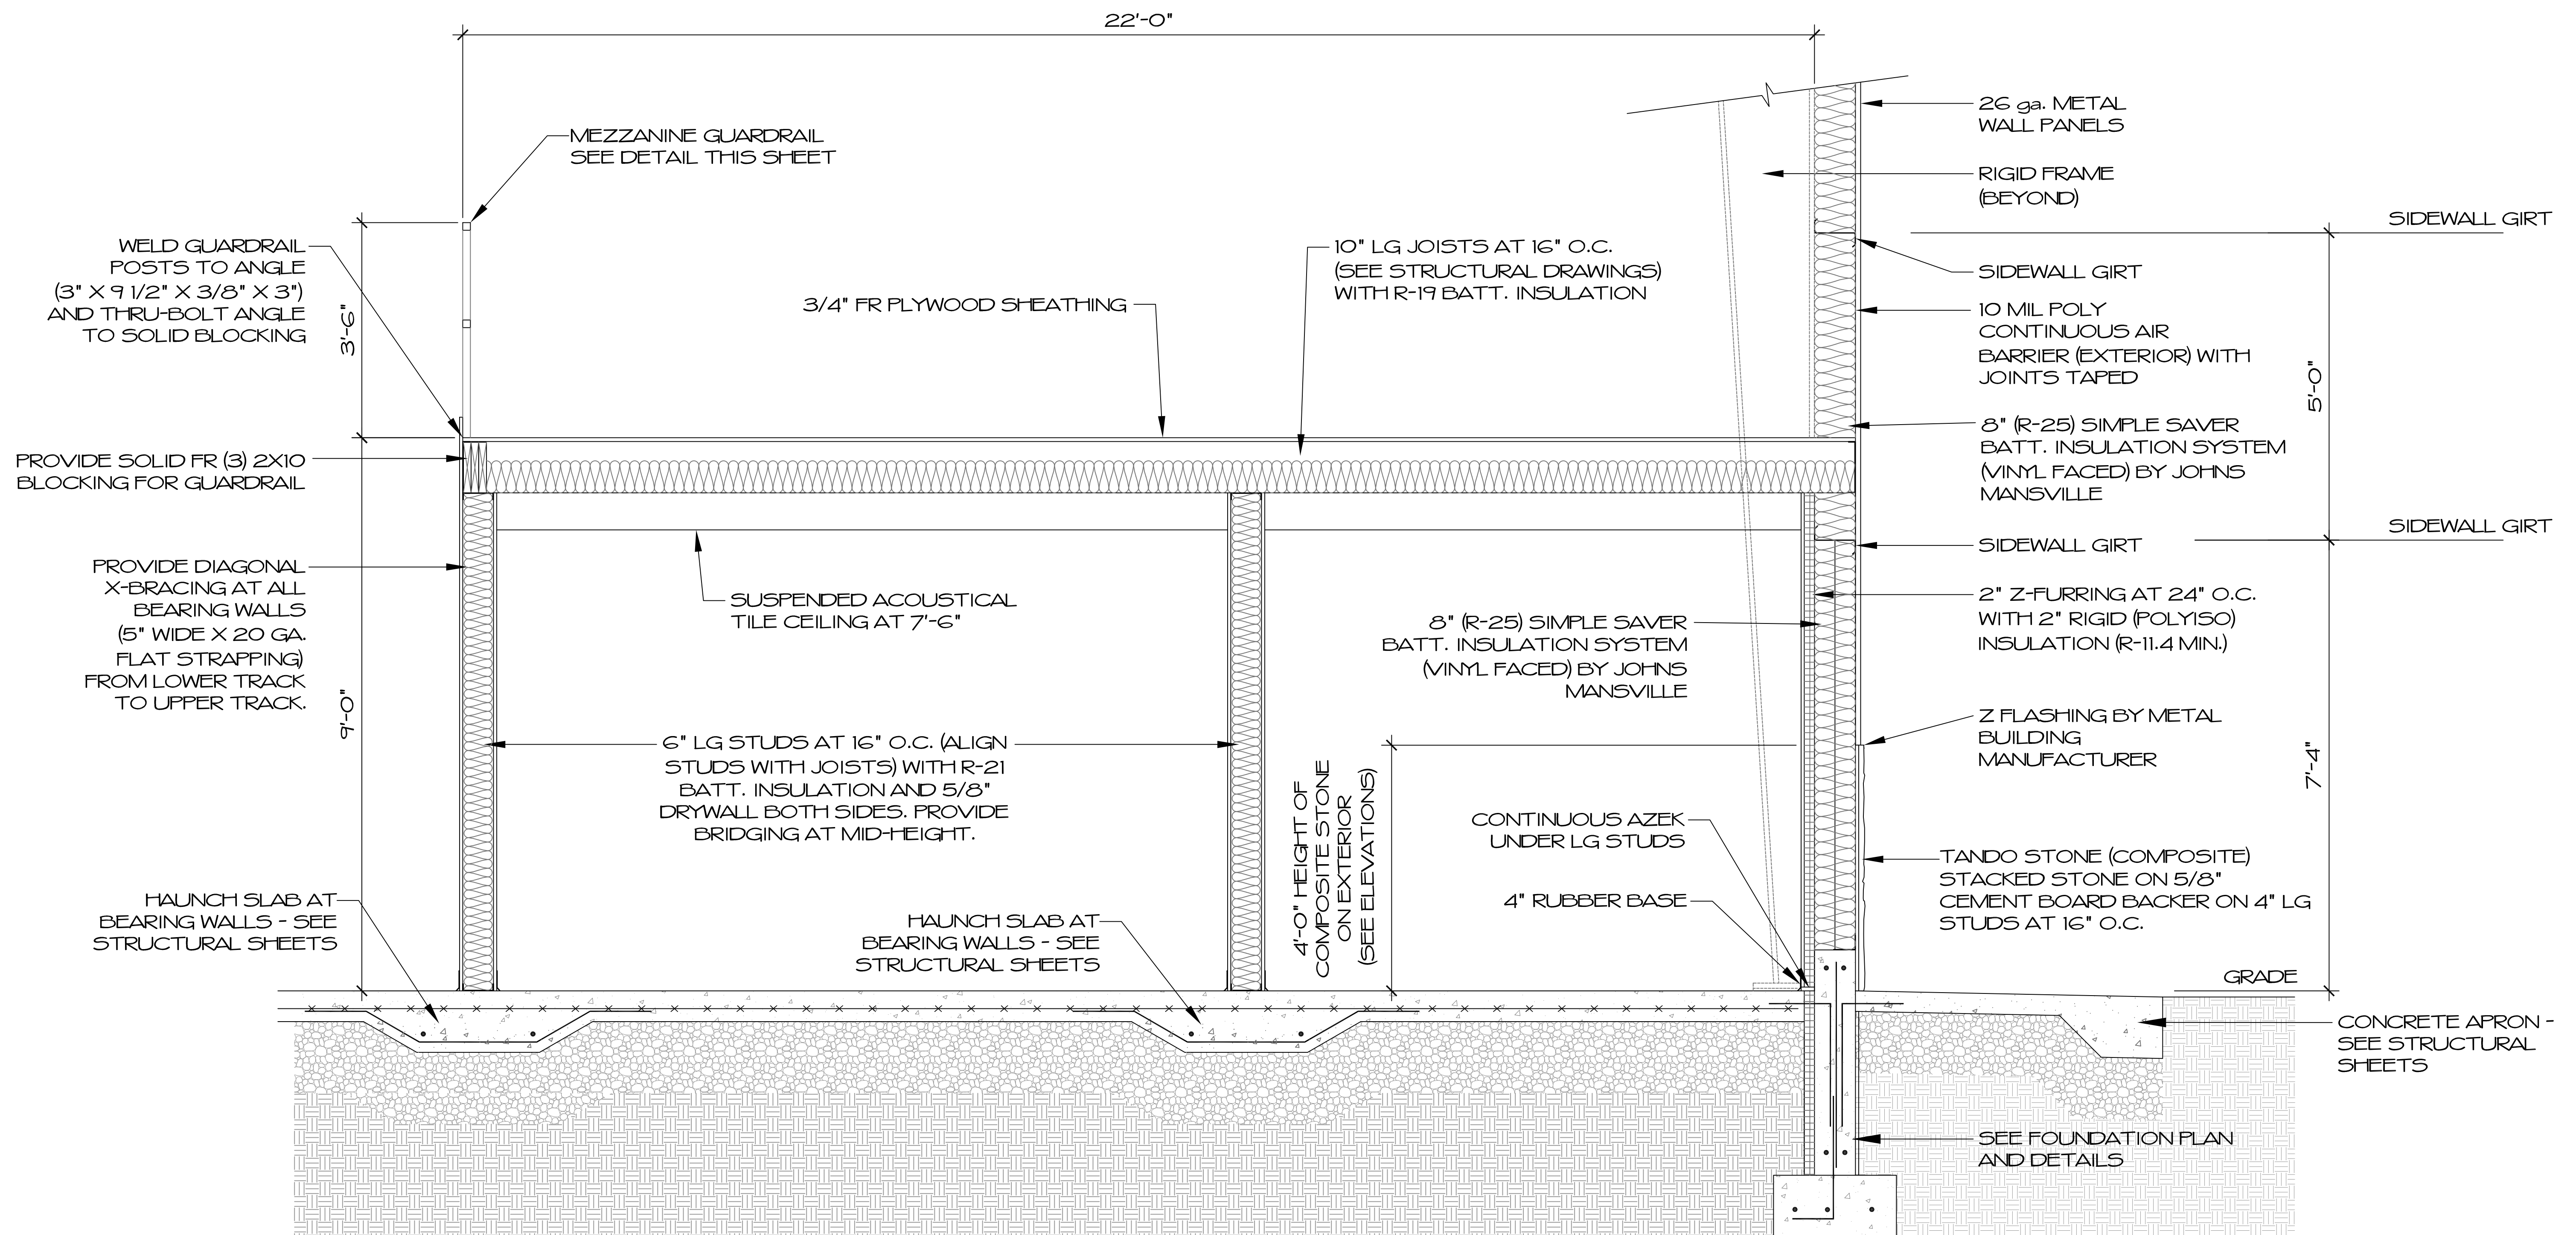 22'-0"
MEZZANINE GUARDRAIL
SEE DETAIL THIS SHEET
WELD GUARDRAIL
POSTS TO ANGLE
(3" X 9 1/2" X 3/8" X 3")
AND THRU-BOLT ANGLE
TO SOLID BLOCKING
3'-6"
PROVIDE SOLID FR (3) 2X10
BLOCKING FOR GUARDRAIL
PROVIDE DIAGONAL
X-BRACING AT ALL
BEARING WALLS
(5" WIDE X 20 GA.
FLAT STRAPPING)
FROM LOWER TRACK
TO UPPER TRACK.
9'-0"
HAUNCH SLAB AT
BEARING WALLS - SEE
STRUCTURAL SHEETS
3/4" FR PLYWOOD SHEATHING
10" LG JOISTS AT 16" O.C.
(SEE STRUCTURAL DRAWINGS)
WITH R-19 BATT. INSULATION
SUSPENDED ACOUSTICAL
TILE CEILING AT 7'-6"
6" LG STUDS AT 16" O.C. (ALIGN
STUDS WITH JOISTS) WITH R-21
BATT. INSULATION AND 5/8"
DRYWALL BOTH SIDES. PROVIDE
BRIDGING AT MID-HEIGHT.
HAUNCH SLAB AT
BEARING WALLS - SEE
STRUCTURAL SHEETS
8" (R-25) SIMPLE SAVER
BATT. INSULATION SYSTEM
(VINYL FACED) BY JOHNS
MANSVILLE
4'-0" HEIGHT OF
COMPOSITE STONE
ON EXTERIOR
(SEE ELEVATIONS)
CONTINUOUS AZEK
UNDER LG STUDS
4" RUBBER BASE
26 ga. METAL
WALL PANELS
RIGID FRAME
(BEYOND)
SIDEWALL GIRT
SIDEWALL GIRT
10 MIL POLY
CONTINUOUS AIR
BARRIER (EXTERIOR) WITH
JOINTS TAPED
5'-0"
8" (R-25) SIMPLE SAVER
BATT. INSULATION SYSTEM
(VINYL FACED) BY JOHNS
MANSVILLE
SIDEWALL GIRT
SIDEWALL GIRT
2" Z-FURRING AT 24" O.C.
WITH 2" RIGID (POLYISO)
INSULATION (R-11.4 MIN.)
Z FLASHING BY METAL
BUILDING
MANUFACTURER
7'-4"
TANDO STONE (COMPOSITE)
STACKED STONE ON 5/8"
CEMENT BOARD BACKER ON 4" LG
STUDS AT 16" O.C.
GRADE
CONCRETE APRON -
SEE STRUCTURAL
SHEETS
SEE FOUNDATION PLAN
AND DETAILS